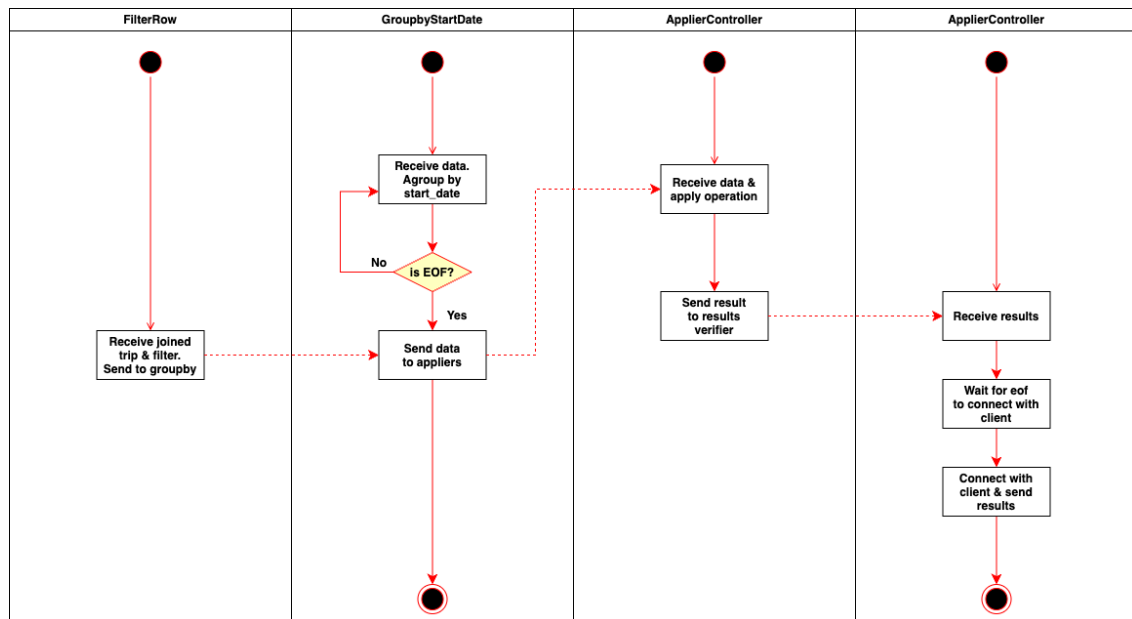 FilterRow
GroupbyStartDate
ApplierController
ApplierController
Receive data.
Agroup by
start_date
is EOF?
No
Yes
Receive joined
trip & filter.
Send to groupby
Send data
to appliers
Receive data &
apply operation
Send result
to results
verifier
Receive results
Wait for eof
to connect with
client
Connect with
client & send
results